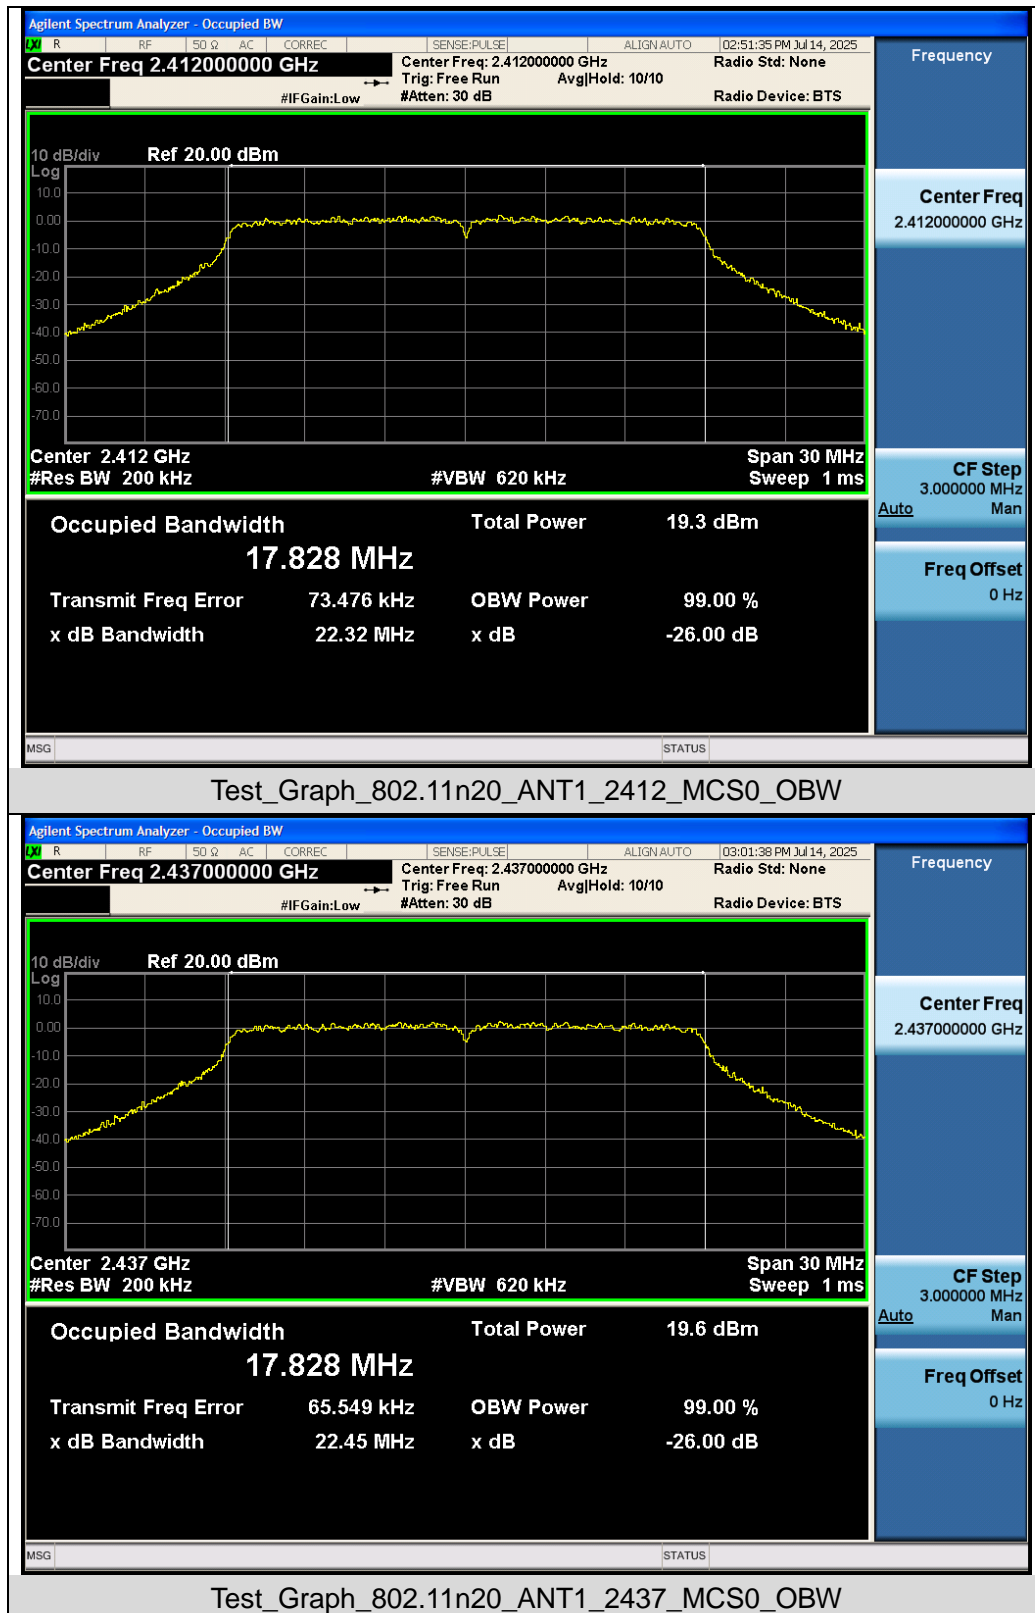 Agilent Spectrum Analyzer - Occupied BW
LXI R RF 50 Ω AC CORREC SENSE:PULSE ALIGN AUTO 02:51:35 PM Jul 14, 2025
Center Freq 2.412000000 GHz
Center Freq: 2.412000000 GHz Radio Std: None
Trig: Free Run Avg|Hold: 10/10
#IFGain:Low #Atten: 30 dB Radio Device: BTS
Frequency
10 dB/div Ref 20.00 dBm
Log
10.0
0.00
-10.0
-20.0
-30.0
-40.0
-50.0
-60.0
-70.0
Center 2.412 GHz Span 30 MHz
#Res BW 200 kHz #VBW 620 kHz Sweep 1 ms
Center Freq
2.412000000 GHz
CF Step
3.000000 MHz
Auto Man
Freq Offset
0 Hz
Occupied Bandwidth Total Power 19.3 dBm
17.828 MHz
Transmit Freq Error 73.476 kHz OBW Power 99.00 %
x dB Bandwidth 22.32 MHz x dB -26.00 dB
MSG STATUS
Test_Graph_802.11n20_ANT1_2412_MCS0_OBW
Agilent Spectrum Analyzer - Occupied BW
LXI R RF 50 Ω AC CORREC SENSE:PULSE ALIGN AUTO 03:01:38 PM Jul 14, 2025
Center Freq 2.437000000 GHz
Center Freq: 2.437000000 GHz Radio Std: None
Trig: Free Run Avg|Hold: 10/10
#IFGain:Low #Atten: 30 dB Radio Device: BTS
Frequency
10 dB/div Ref 20.00 dBm
Log
10.0
0.00
-10.0
-20.0
-30.0
-40.0
-50.0
-60.0
-70.0
Center 2.437 GHz Span 30 MHz
#Res BW 200 kHz #VBW 620 kHz Sweep 1 ms
Center Freq
2.437000000 GHz
CF Step
3.000000 MHz
Auto Man
Freq Offset
0 Hz
Occupied Bandwidth Total Power 19.6 dBm
17.828 MHz
Transmit Freq Error 65.549 kHz OBW Power 99.00 %
x dB Bandwidth 22.45 MHz x dB -26.00 dB
MSG STATUS
Test_Graph_802.11n20_ANT1_2437_MCS0_OBW